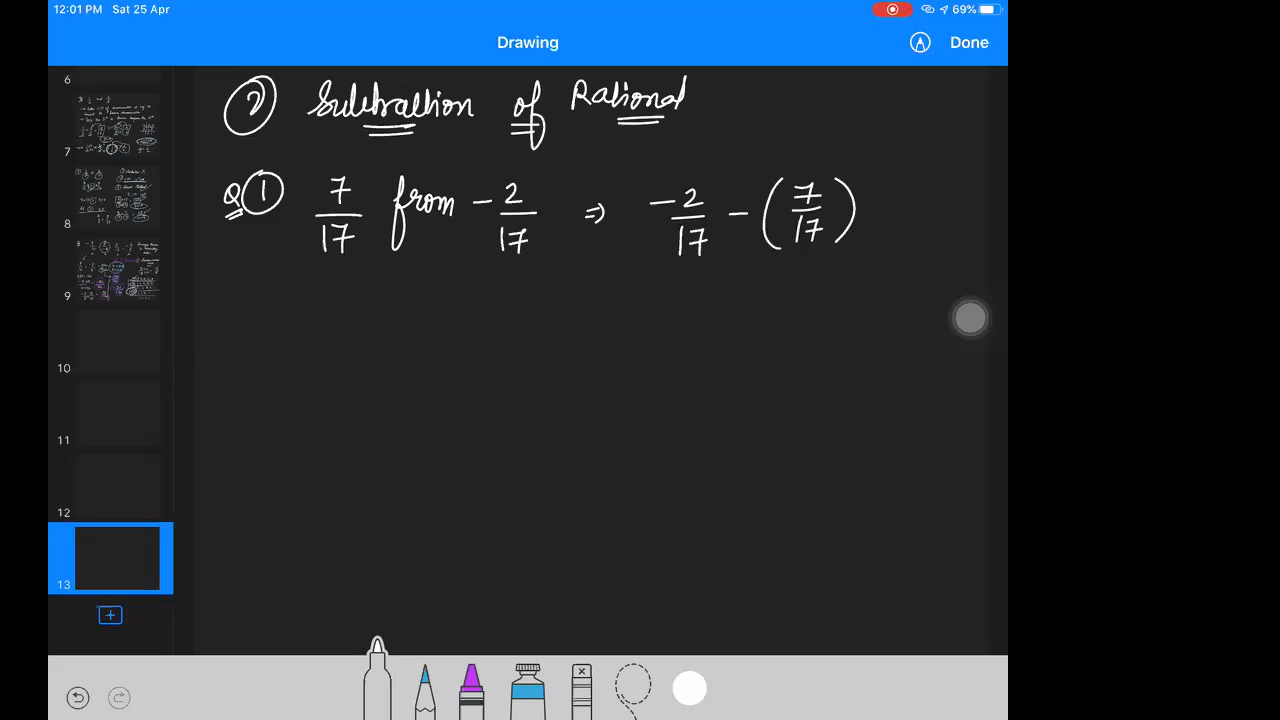 12:01 PM Sat 25 Apr
69%
Drawing
Done
6
7
8
9
10
11
12
13
② Subtraction of Rational
Q ① 7/17 from -2/17 ⇒ -2/17 - (7/17)